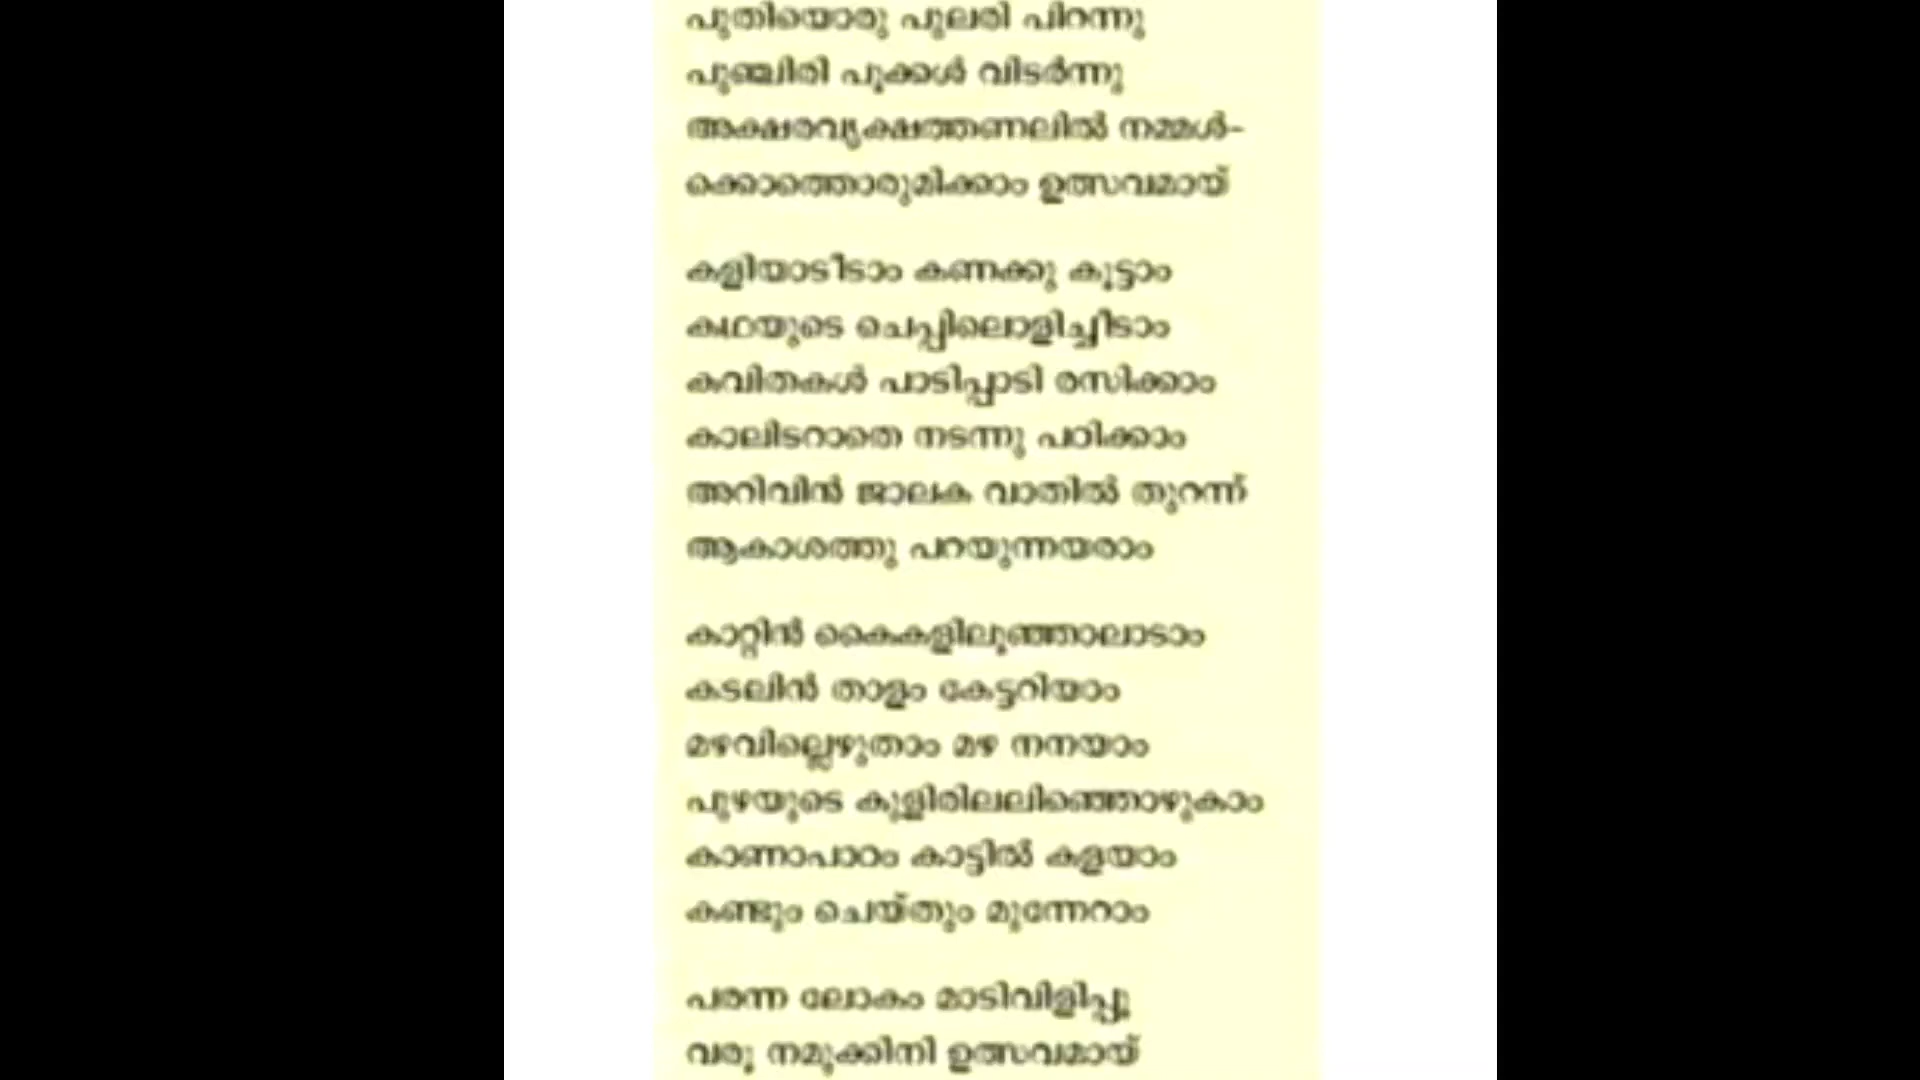 പുതിയൊരു പുലരി പിറന്നു
പുഞ്ചിരി പൂക്കൾ വിടർന്നു
അക്ഷരവൃക്ഷത്തണലിൽ നമ്മൾ-
ക്കൊത്തൊരുമിക്കാം ഉത്സവമായ്
കളിയാടീടാം കണക്കു കൂട്ടാം
കഥയുടെ ചെപ്പിലൊളിച്ചീടാം
കവിതകൾ പാടിപ്പാടി രസിക്കാം
കാലിടറാതെ നടന്നു പഠിക്കാം
അറിവിൻ ജാലക വാതിൽ തുറന്ന്
ആകാശത്തു പറയുന്നയരാം
കാറ്റിൻ കൈകളിലൂഞ്ഞാലാടാം
കടലിൻ താളം കേട്ടറിയാം
മഴവില്ലെഴുതാം മഴ നനയാം
പുഴയുടെ കുളിരിലലിഞ്ഞൊഴുകാം
കാണാപാഠം കാട്ടിൽ കളയാം
കണ്ടും ചെയ്തും മുന്നേറാം
പരന്ന ലോകം മാടിവിളിപ്പൂ
വരൂ നമുക്കിനി ഉത്സവമായ്